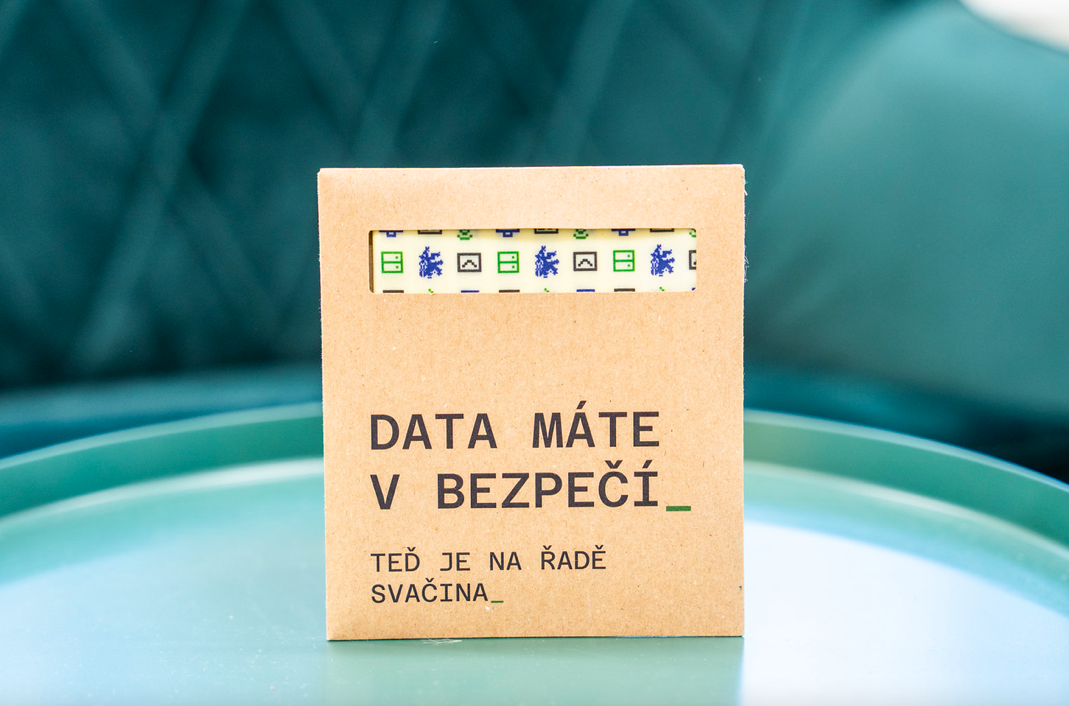 DATA MÁTE
V BEZPEČÍ_
TEĎ JE NA ŘADĚ
SVAČINA_